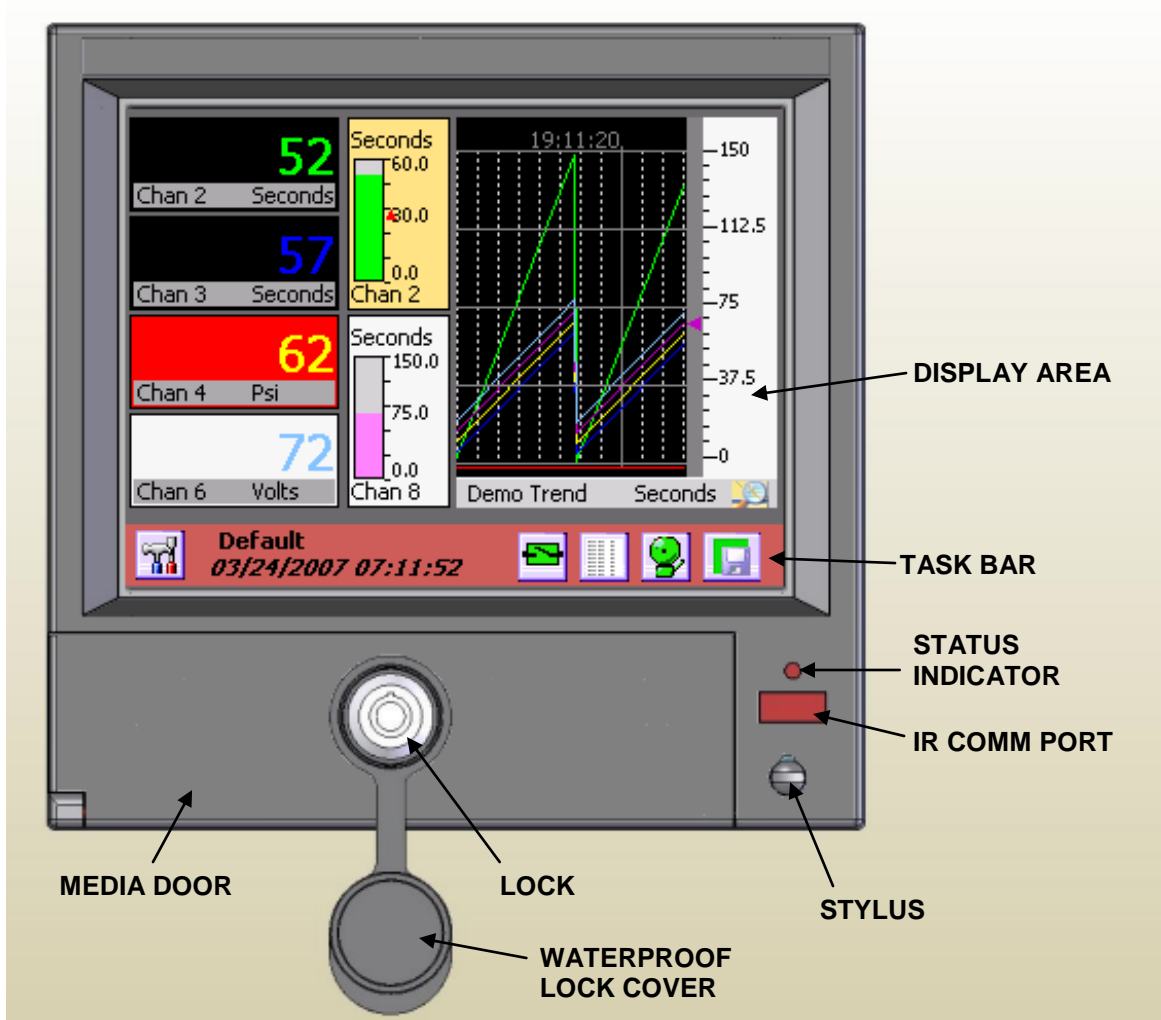 52
Chan 2 Seconds
57
Chan 3 Seconds
62
Chan 4 Psi
72
Chan 6 Volts
Seconds
60.0
30.0
0.0
Chan 2
Seconds
150.0
75.0
0.0
Chan 8
19:11:20
150
112.5
75
37.5
0
Demo Trend Seconds
Default
03/24/2007 07:11:52
DISPLAY AREA
TASK BAR
STATUS
INDICATOR
IR COMM PORT
MEDIA DOOR
LOCK
STYLUS
WATERPROOF
LOCK COVER